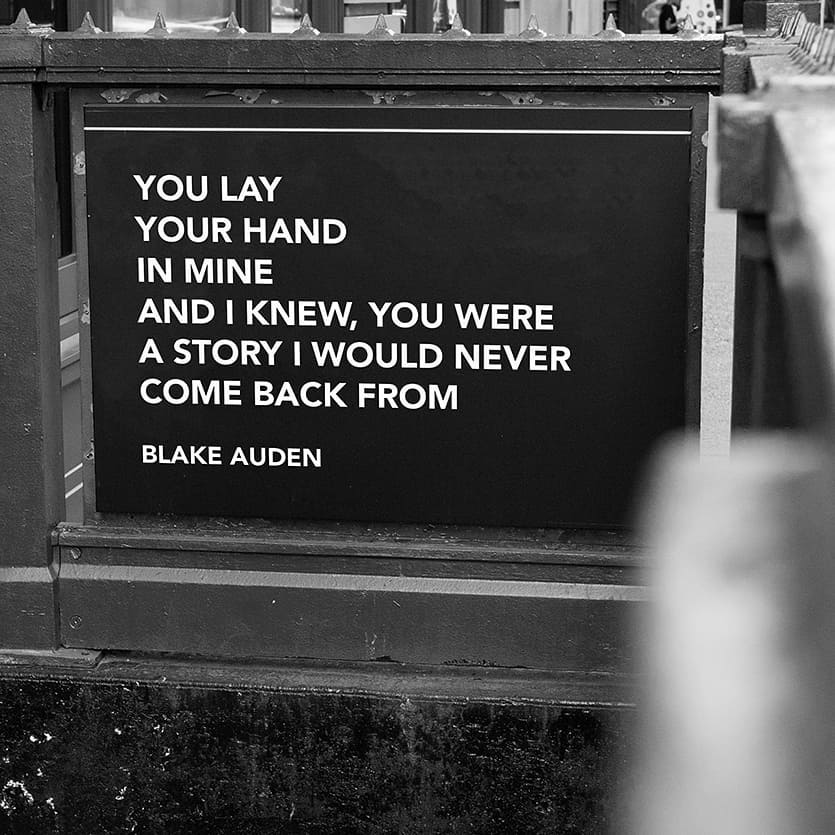 YOU LAY
YOUR HAND
IN MINE
AND I KNEW, YOU WERE
A STORY I WOULD NEVER
COME BACK FROM
BLAKE AUDEN